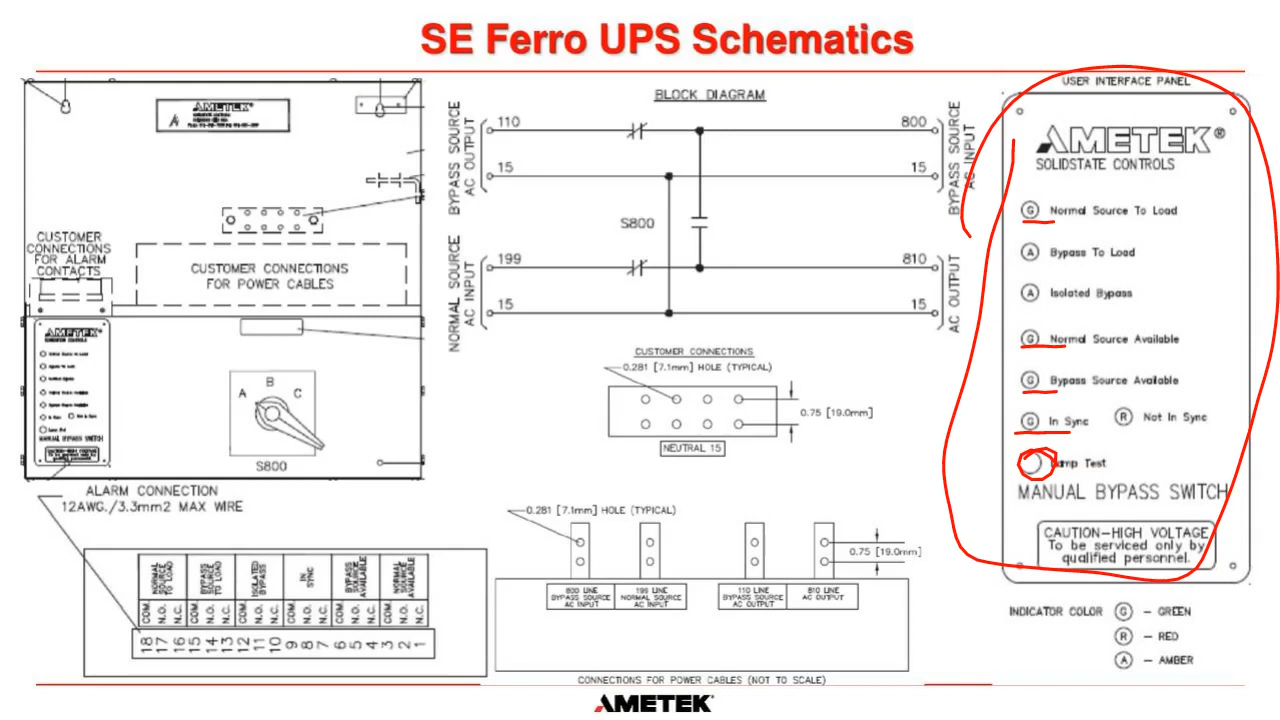 SE Ferro UPS Schematics
AMETEK®
CUSTOMER
CONNECTIONS
FOR ALARM
CONTACTS
CUSTOMER CONNECTIONS
FOR POWER CABLES
AMETEK
MANUAL BYPASS SWITCH
A
B
C
S800
ALARM CONNECTION
12AWG./3.3mm2 MAX WIRE
NORMAL SOURCE TO LOAD
BYPASS SOURCE TO LOAD
ISOLATED BYPASS
IN SYNC
BYPASS SOURCE AVAILABLE
NORMAL SOURCE AVAILABLE
COM. N.O. N.C. COM. N.O. N.C. COM. N.O. N.C. COM. N.O. N.C. COM. N.O. N.C. COM. N.O. N.C.
18 17 16 15 14 13 12 11 10 9 8 7 6 5 4 3 2 1
BLOCK DIAGRAM
BYPASS SOURCE
AC OUTPUT
110
15
800
15
BYPASS SOURCE
AC INPUT
S800
NORMAL SOURCE
AC INPUT
199
15
810
15
AC OUTPUT
CUSTOMER CONNECTIONS
0.281 [7.1mm] HOLE (TYPICAL)
0.75 [19.0mm]
NEUTRAL 15
0.281 [7.1mm] HOLE (TYPICAL)
0.75 [19.0mm]
800 LINE
BYPASS SOURCE
AC INPUT
199 LINE
NORMAL SOURCE
AC INPUT
110 LINE
BYPASS SOURCE
AC OUTPUT
810 LINE
AC OUTPUT
CONNECTIONS FOR POWER CABLES (NOT TO SCALE)
USER INTERFACE PANEL
AMETEK®
SOLIDSTATE CONTROLS
G Normal Source To Load
A Bypass To Load
A Isolated Bypass
G Normal Source Available
G Bypass Source Available
G In Sync R Not In Sync
Lamp Test
MANUAL BYPASS SWITCH
CAUTION-HIGH VOLTAGE
To be serviced only by
qualified personnel.
INDICATOR COLOR G - GREEN
R - RED
A - AMBER
AMETEK